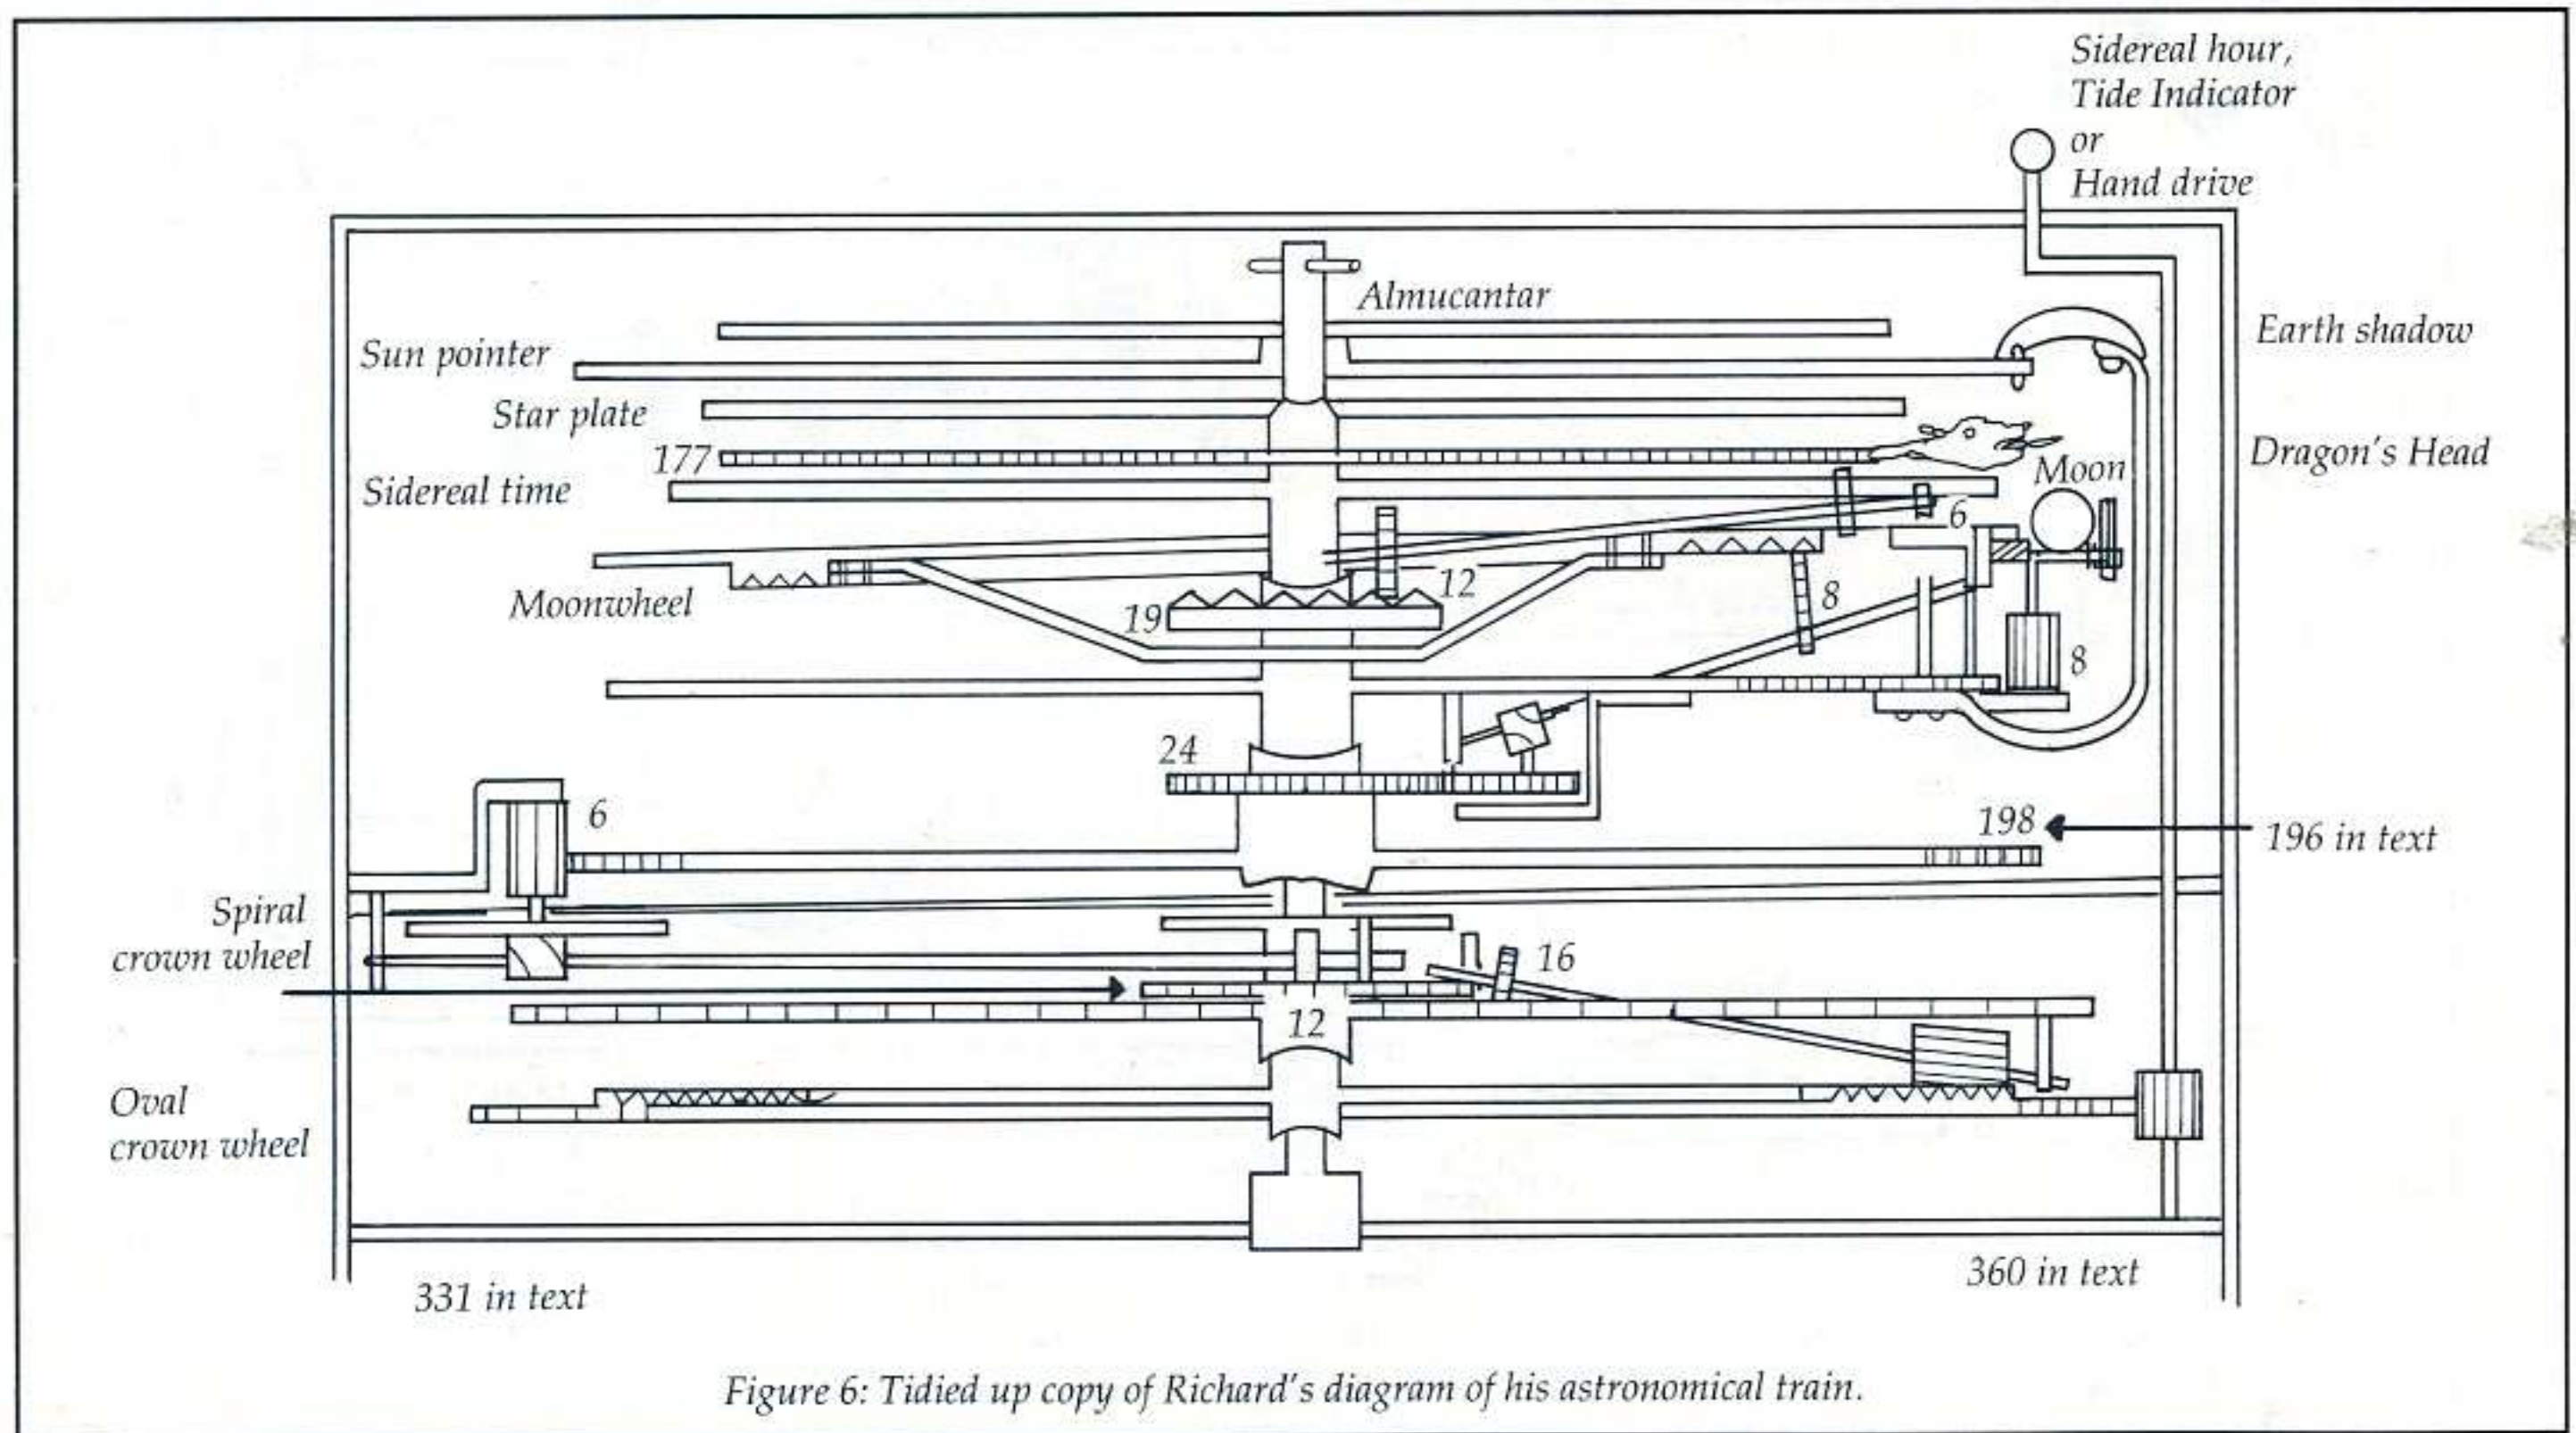 Sidereal hour,
Tide Indicator
or
Hand drive
Almucantar
Sun pointer
Earth shadow
Star plate
177
Dragon's Head
Moon
Sidereal time
6
12
8
Moonwheel
19
8
24
6
198
196 in text
Spiral
crown wheel
16
12
Oval
crown wheel
331 in text
360 in text
Figure 6: Tidied up copy of Richard's diagram of his astronomical train.